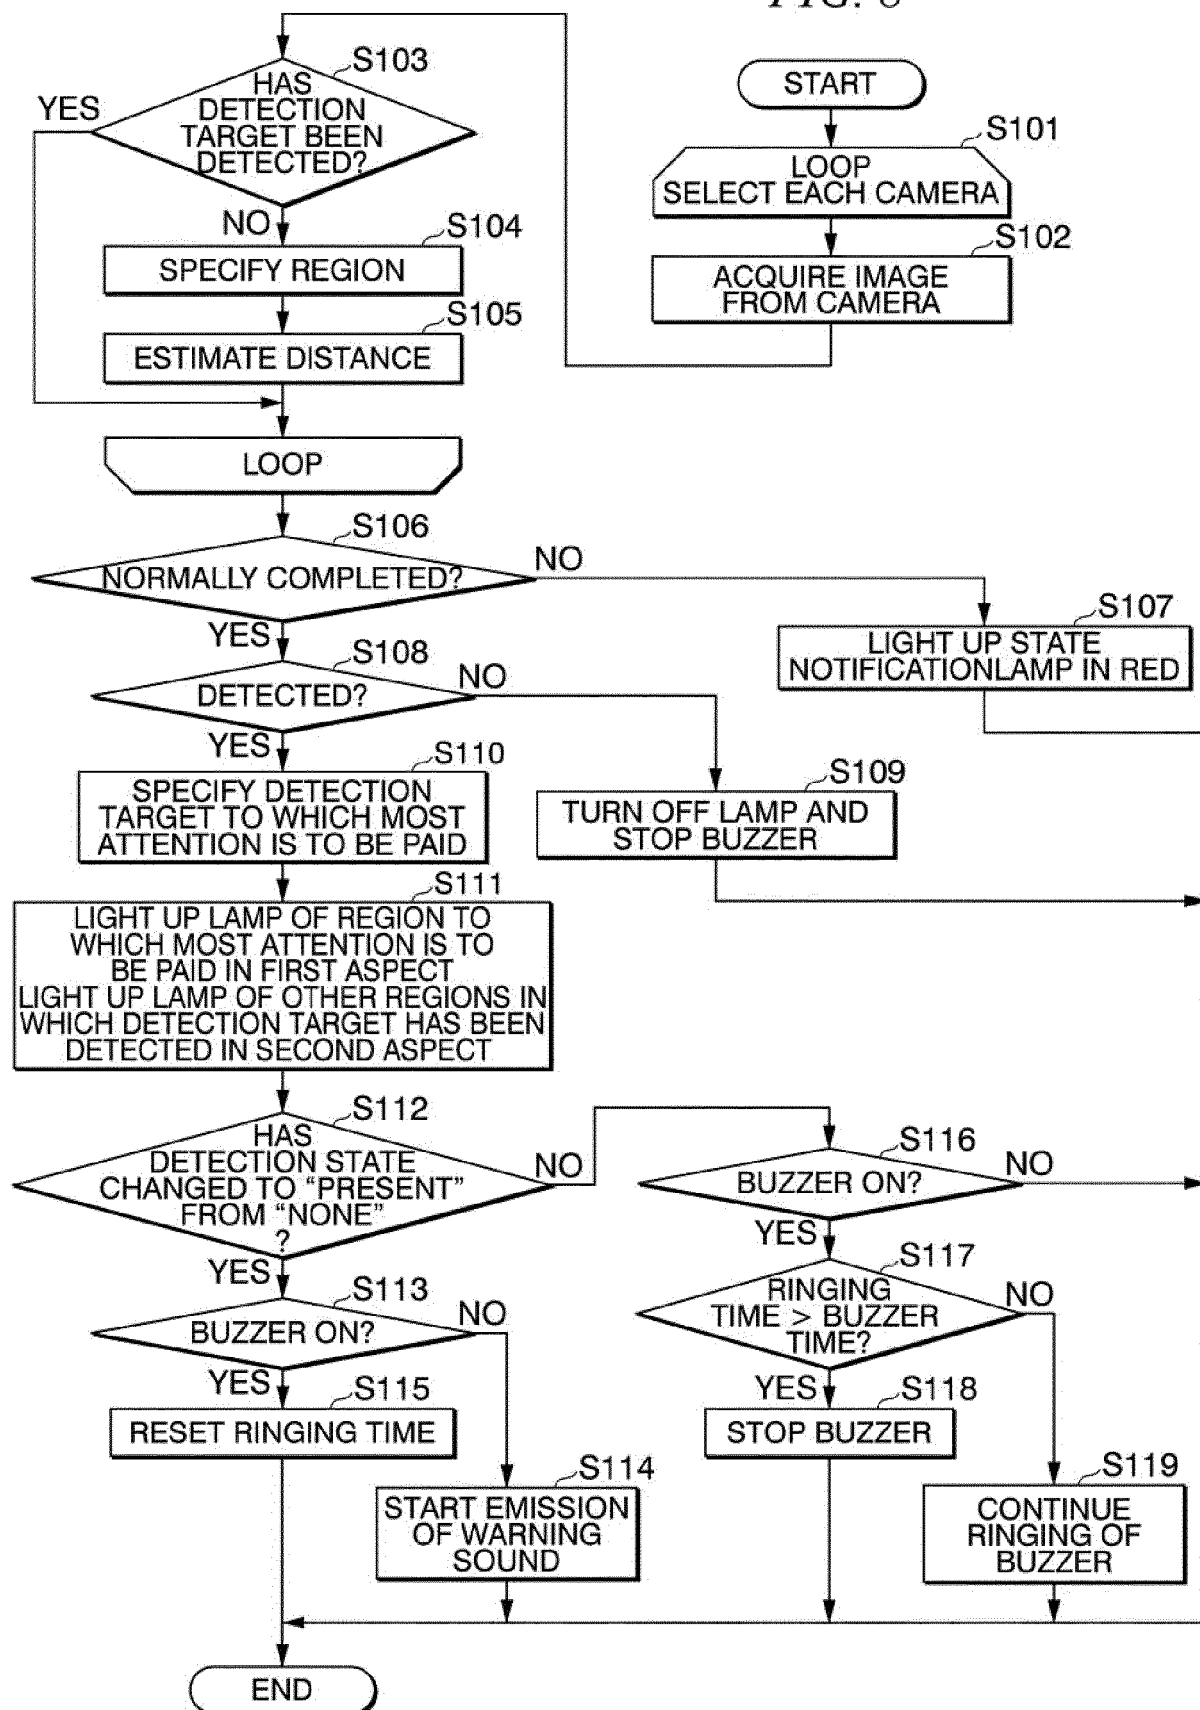 FIG. 8
START
S101
LOOP
SELECT EACH CAMERA
S102
ACQUIRE IMAGE
FROM CAMERA
S103
HAS
DETECTION
TARGET BEEN
DETECTED?
YES
NO
S104
SPECIFY REGION
S105
ESTIMATE DISTANCE
LOOP
S106
NORMALLY COMPLETED?
NO
YES
S107
LIGHT UP STATE
NOTIFICATIONLAMP IN RED
S108
DETECTED?
NO
YES
S109
TURN OFF LAMP AND
STOP BUZZER
S110
SPECIFY DETECTION
TARGET TO WHICH MOST
ATTENTION IS TO BE PAID
S111
LIGHT UP LAMP OF REGION TO
WHICH MOST ATTENTION IS TO
BE PAID IN FIRST ASPECT
LIGHT UP LAMP OF OTHER REGIONS IN
WHICH DETECTION TARGET HAS BEEN
DETECTED IN SECOND ASPECT
S112
HAS
DETECTION STATE
CHANGED TO “PRESENT”
FROM “NONE”
?
NO
YES
S113
BUZZER ON?
NO
YES
S115
RESET RINGING TIME
S114
START EMISSION
OF WARNING
SOUND
S116
BUZZER ON?
NO
YES
S117
RINGING
TIME > BUZZER
TIME?
NO
YES
S118
STOP BUZZER
S119
CONTINUE
RINGING OF
BUZZER
END